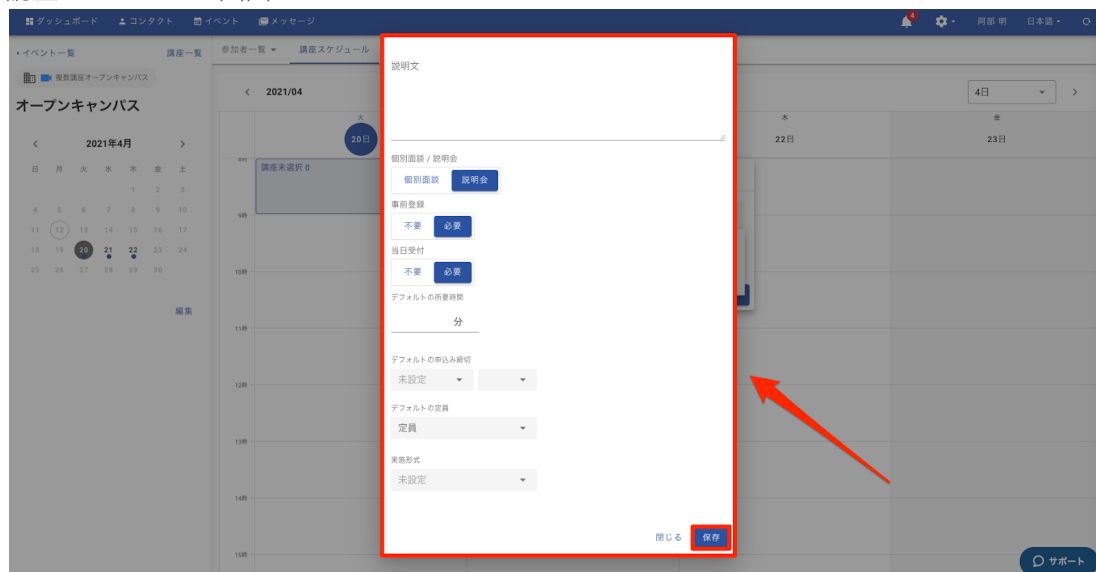 ダッシュボード コンタクト イベント メッセージ 4 阿部 明 日本語
イベント一覧 講座一覧
複数講座オープンキャンパス
オープンキャンパス
2021年4月
日 月 火 水 木 金 土
1 2 3
4 5 6 7 8 9 10
11 12 13 14 15 16 17
18 19 20 21 22 23 24
25 26 27 28 29 30
編集
参加者一覧 講座スケジュール
2021/04 4日
火 木 金
20日 22日 23日
講座未選択 0
9時
10時
11時
12時
13時
14時
15時
説明文
個別面談 / 説明会
個別面談 説明会
事前登録
不要 必要
当日受付
不要 必要
デフォルトの所要時間
分
デフォルトの申込み締切
未設定
デフォルトの定員
定員
実施形式
未設定
閉じる 保存
サポート